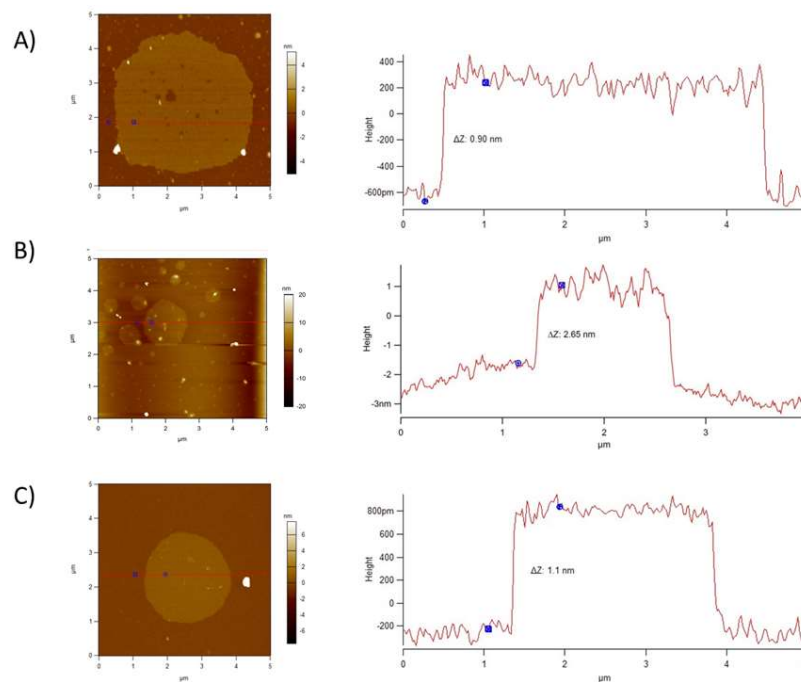 A)
nm
5
4
3
2
1
0
µm
4
2
0
-2
-4
0 1 2 3 4 5
µm
400
200
0
-200
-400
-600pm
Height
ΔZ: 0.90 nm
0 1 2 3 4
µm
B)
nm
5
4
3
2
1
0
µm
20
10
0
-10
-20
0 1 2 3 4 5
µm
1
0
-1
-2
-3nm
Height
ΔZ: 2.65 nm
0 1 2 3
µm
C)
nm
5
4
3
2
1
0
µm
6
4
2
0
-2
-4
-6
0 1 2 3 4 5
µm
800pm
600
400
200
0
-200
Height
ΔZ: 1.1 nm
0 1 2 3 4
µm